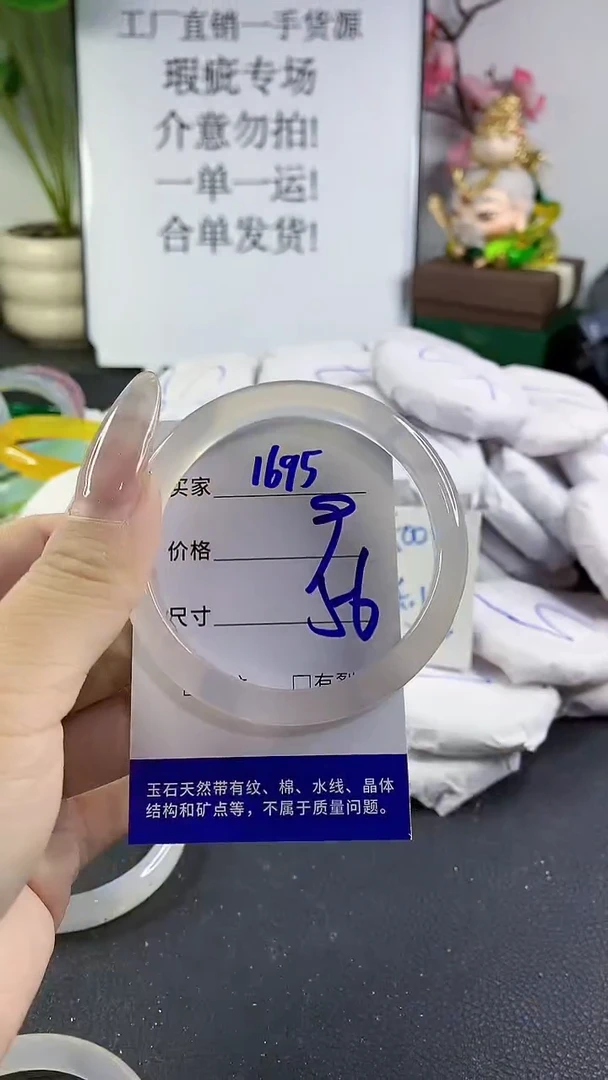 工厂直销一手货源
瑕疵专场
介意勿拍!
一单一运!
合单发货!
买家 1695
价格
尺寸 56
玉石天然带有纹、棉、水线、晶体
结构和矿点等，不属于质量问题。